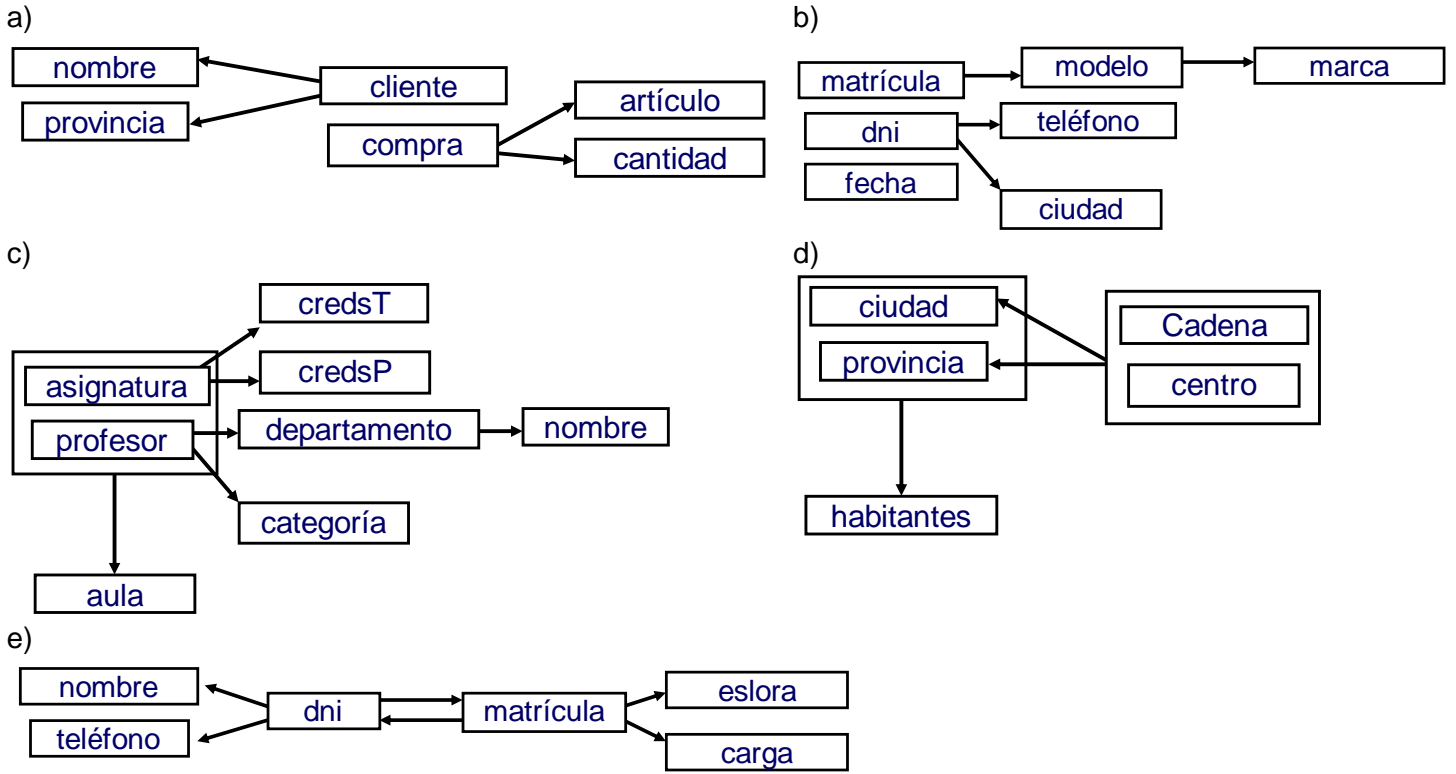 a)
nombre
cliente
provincia
compra
artículo
cantidad
b)
matrícula
modelo
marca
dni
teléfono
fecha
ciudad
c)
credsT
asignatura
credsP
profesor
departamento
nombre
categoría
aula
d)
ciudad
Cadena
provincia
centro
habitantes
e)
nombre
dni
matrícula
eslora
teléfono
carga